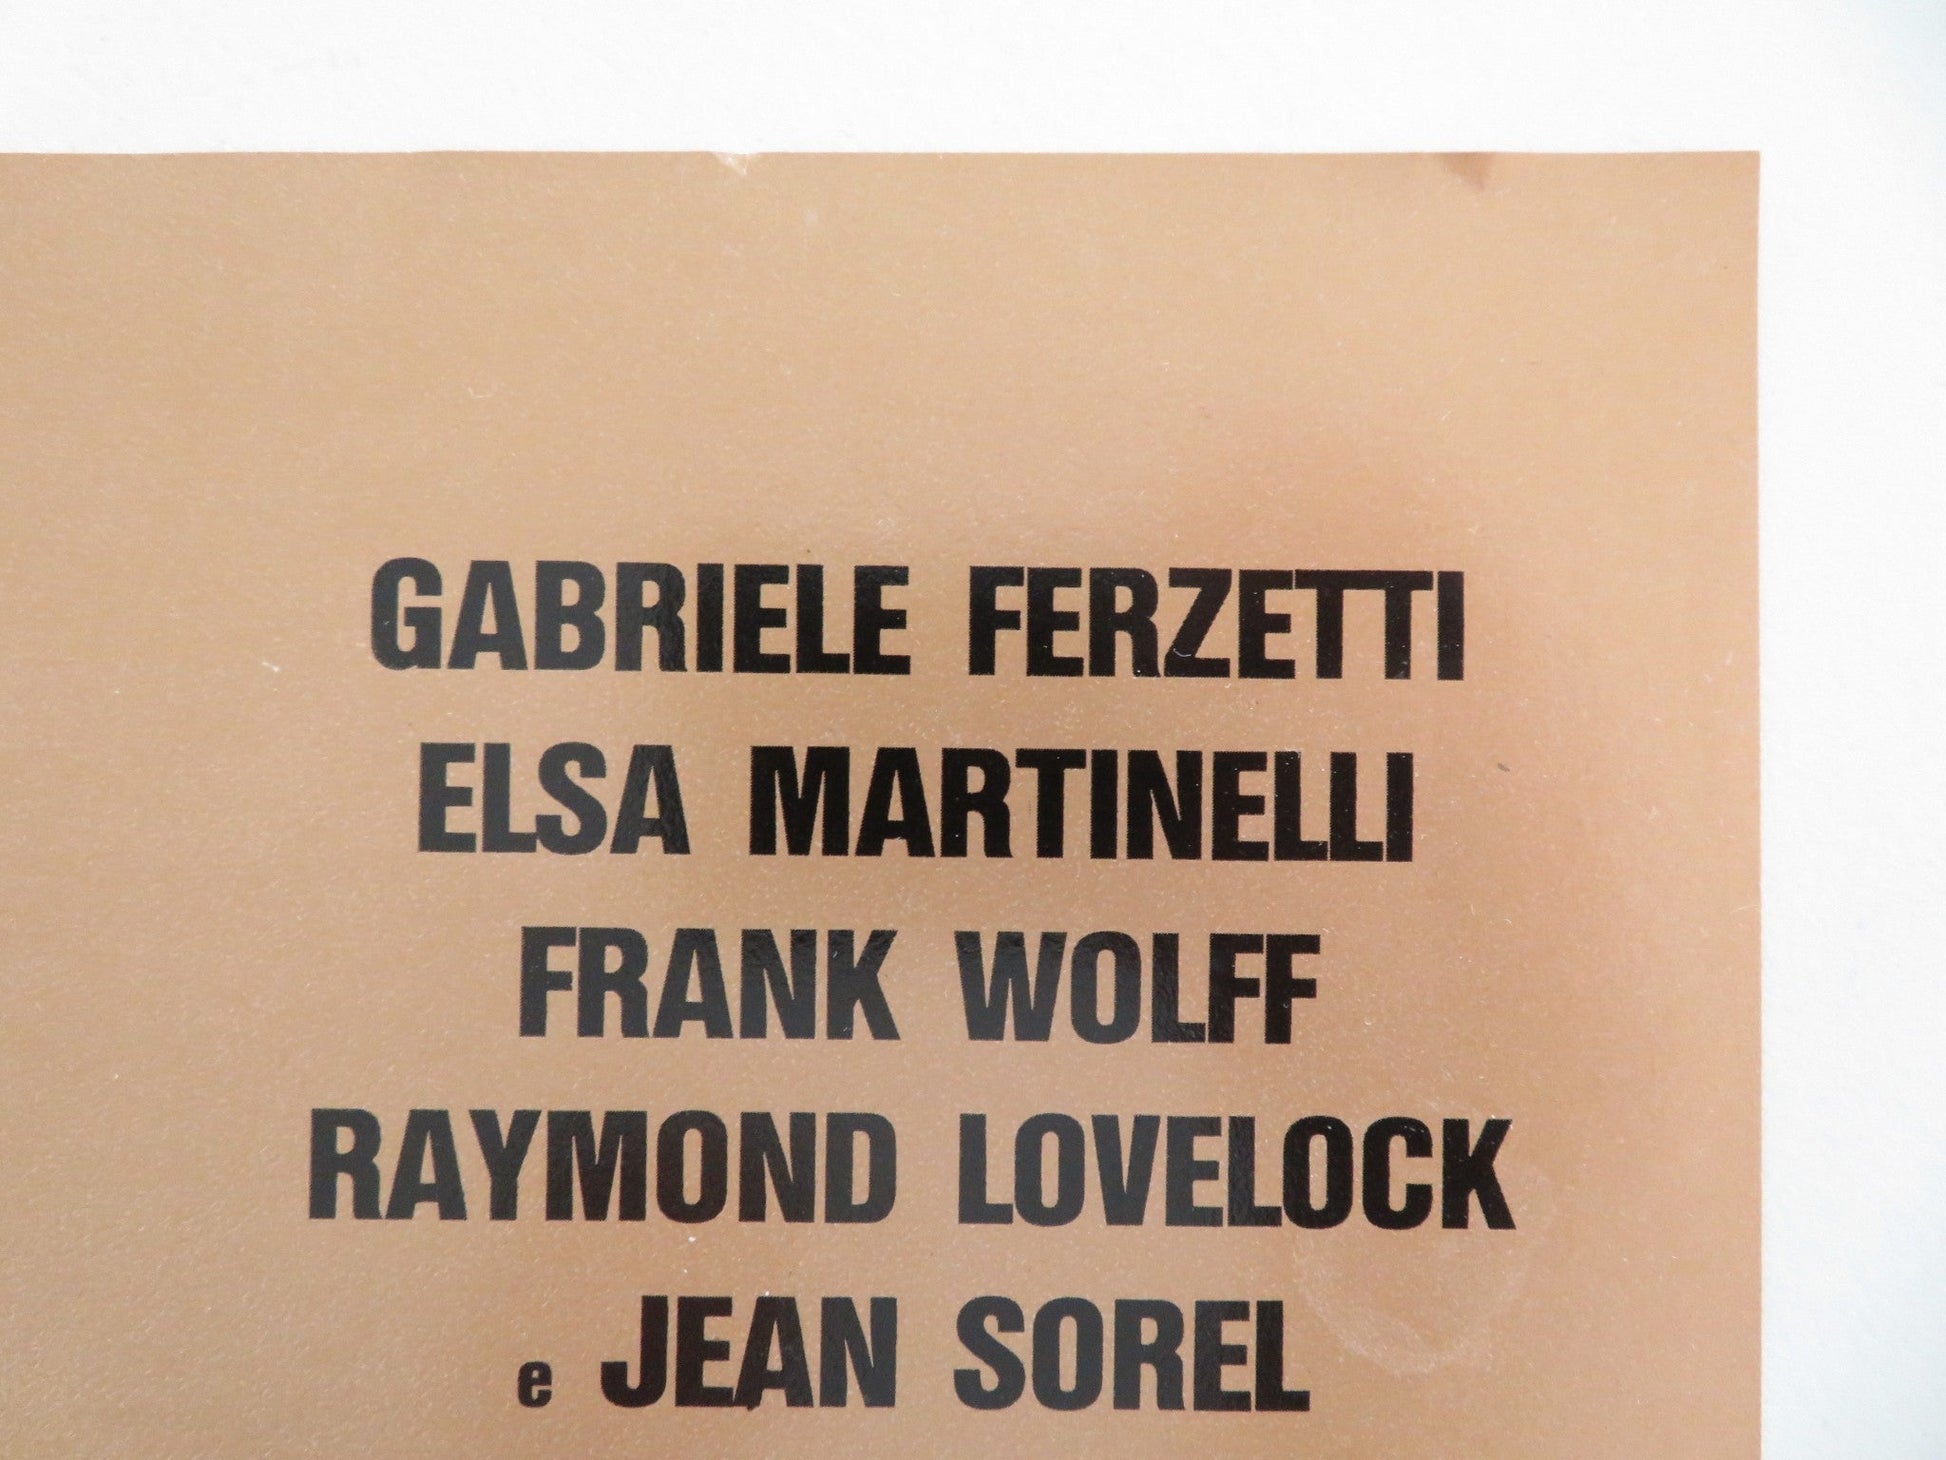 GABRIELE FERZETTI
ELSA MARTINELLI
FRANK WOLFF
RAYMOND LOVELOCK
e JEAN SOREL